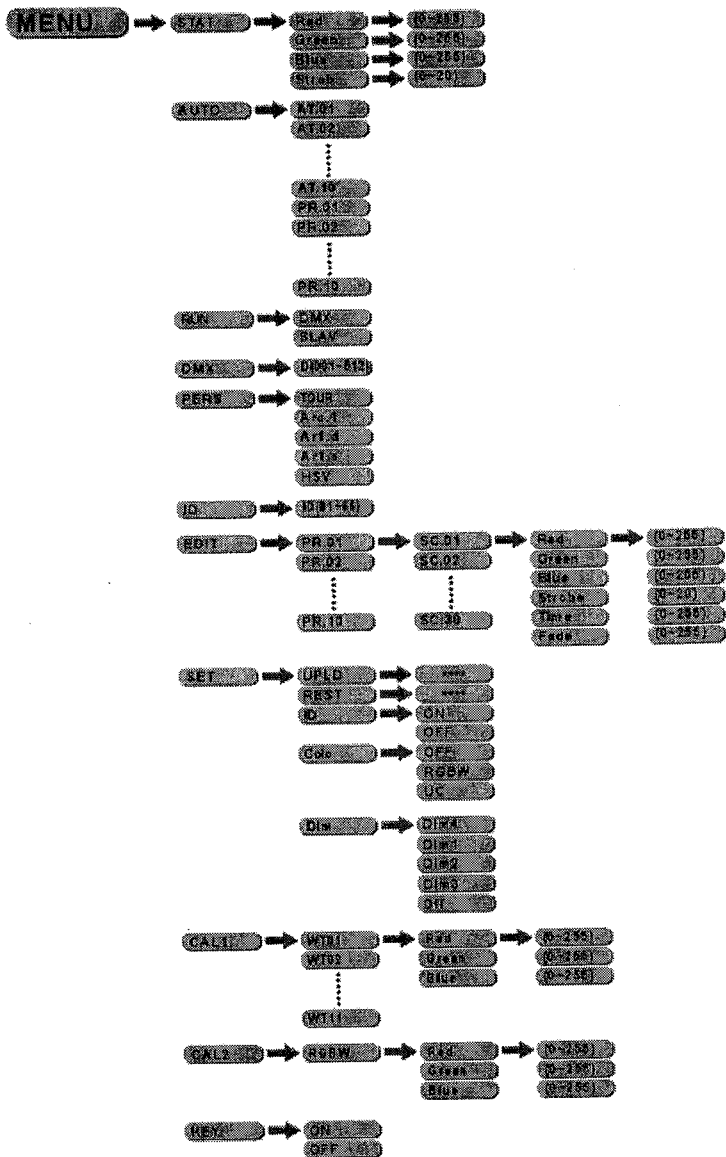 MENU STAT Red (0~255)
Green (0~255)
Blue (0~255)
Strob (0~20)
AUTO AT.01
AT.02
AT.10
PR.01
PR.02
PR.10
RUN DMX
SLAV
DMX D(001~512)
PERS TOUR
Arc.1
Ar1.d
Ar1.s
HSV
ID ID(01~66)
EDIT PR.01 SC.01 Red (0~255)
PR.02 SC.02 Green (0~255)
Blue (0~255)
Strobe (0~20)
PR.10 SC.30 Time (0~255)
Fade (0~255)
SET UPLD ****
REST ****
ID ON
OFF
Colo OFF
RGBW
UC
Dim Dim4
Dim1
Dim2
Dim3
Off
CAL1 WT01 Red (0~255)
WT02 Green (0~255)
Blue (0~255)
WT11
CAL2 RGBW Red (0~255)
Green (0~255)
Blue (0~255)
KEY ON
OFF